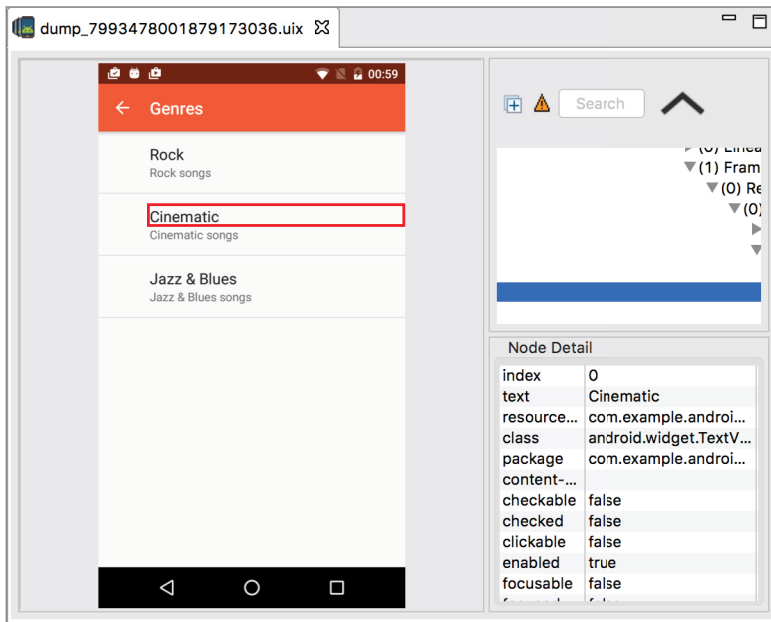 dump_7993478001879173036.uix
00:59
Genres
Rock
Rock songs
Cinematic
Cinematic songs
Jazz & Blues
Jazz & Blues songs
Search
(1) Fram
(0) Re
(0)
Node Detail
index 0
text Cinematic
resource... com.example.androi...
class android.widget.TextV...
package com.example.androi...
content-...
checkable false
checked false
clickable false
enabled true
focusable false